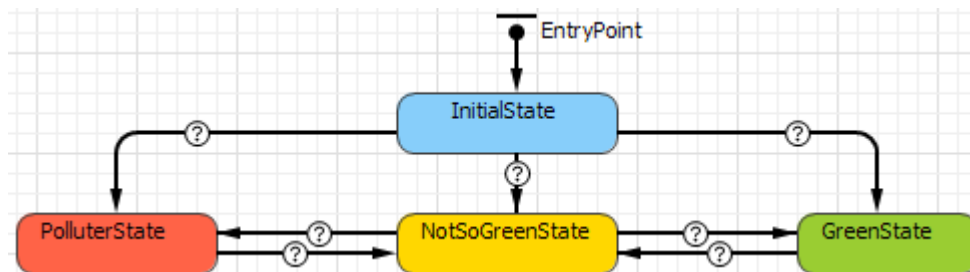 EntryPoint
InitialState
?
?
?
PolluterState
?
?
NotSoGreenState
?
?
GreenState